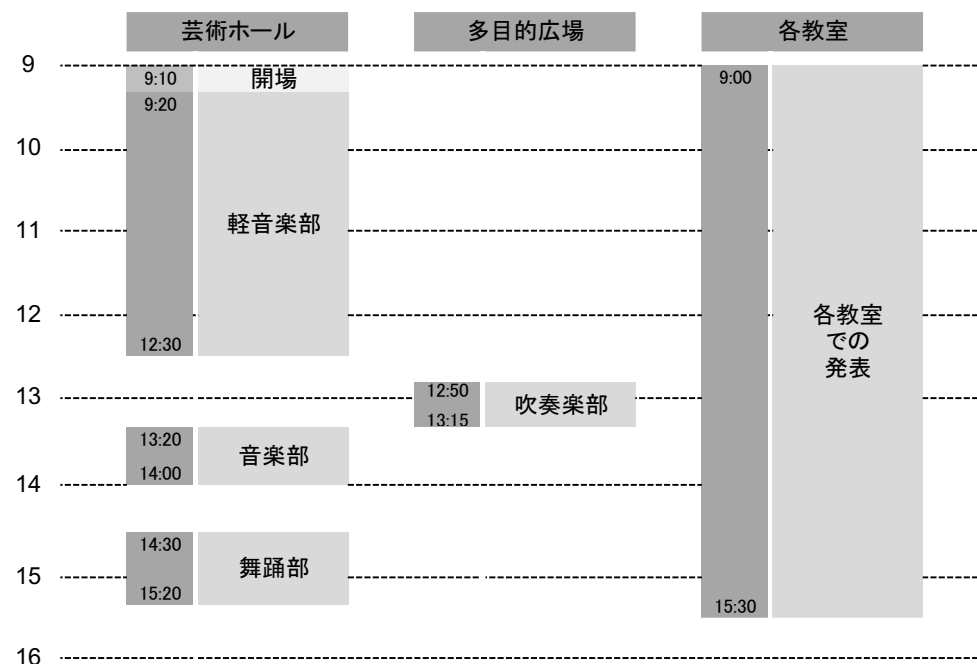 芸術ホール
多目的広場
各教室
9
9:10
開場
9:00
9:20
10
軽音楽部
11
12
各教室
での
発表
12:30
13
12:50
吹奏楽部
13:15
13:20
音楽部
14:00
14
14:30
舞踊部
15
15:20
15:30
16